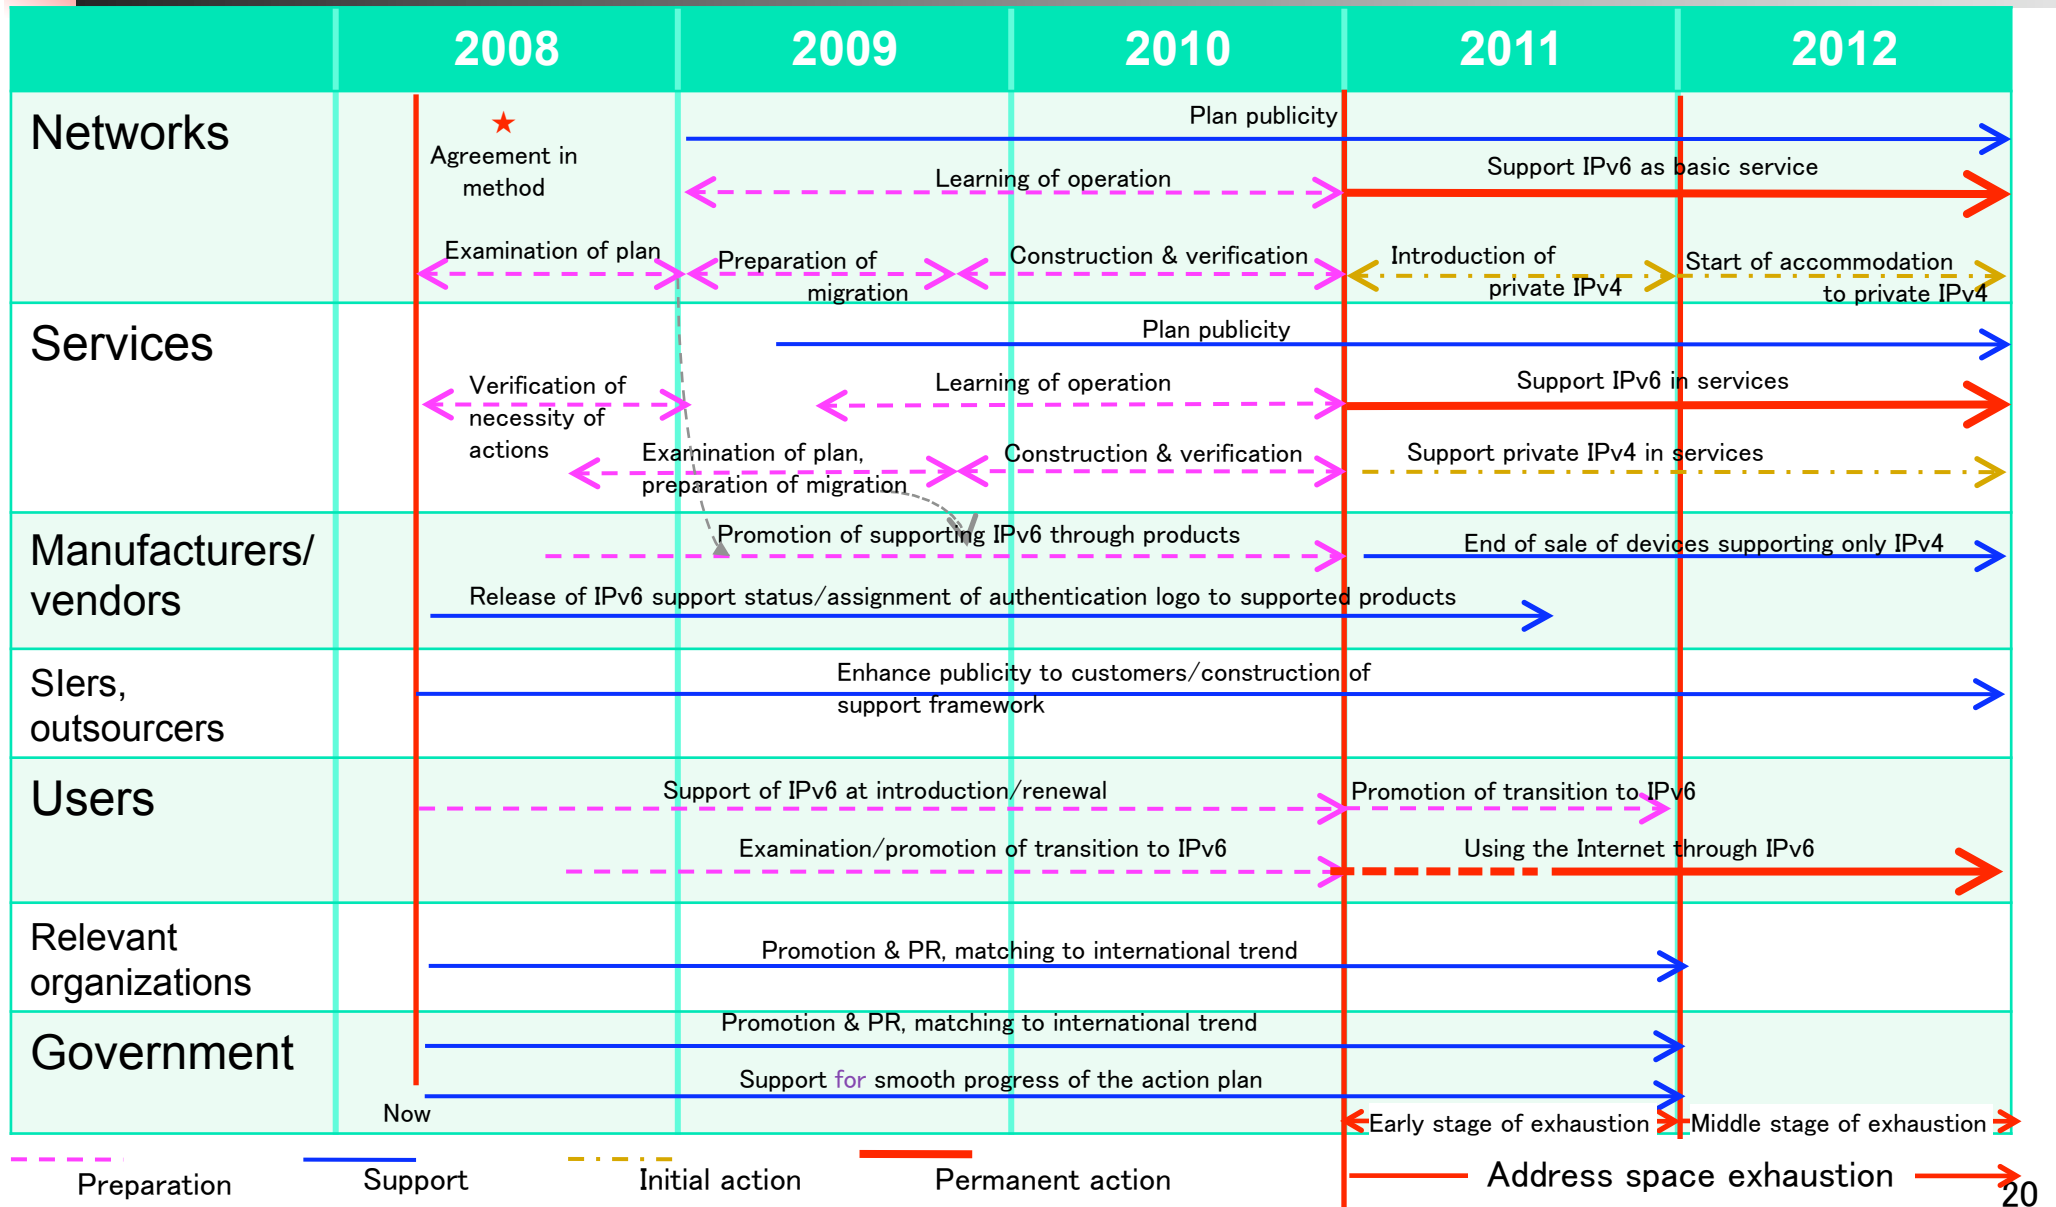 2008
2009
2010
2011
2012
Networks
Agreement in
method
Plan publicity
Learning of operation
Support IPv6 as basic service
Examination of plan
Preparation of
migration
Construction & verification
Introduction of
private IPv4
Start of accommodation
to private IPv4
Services
Plan publicity
Verification of
necessity of
actions
Learning of operation
Support IPv6 in services
Examination of plan,
preparation of migration
Construction & verification
Support private IPv4 in services
Manufacturers/
vendors
Promotion of supporting IPv6 through products
End of sale of devices supporting only IPv4
Release of IPv6 support status/assignment of authentication logo to supported products
SIers,
outsourcers
Enhance publicity to customers/construction of
support framework
Users
Support of IPv6 at introduction/renewal
Promotion of transition to IPv6
Examination/promotion of transition to IPv6
Using the Internet through IPv6
Relevant
organizations
Promotion & PR, matching to international trend
Government
Promotion & PR, matching to international trend
Support for smooth progress of the action plan
Now
Early stage of exhaustion
Middle stage of exhaustion
Preparation
Support
Initial action
Permanent action
Address space exhaustion
20